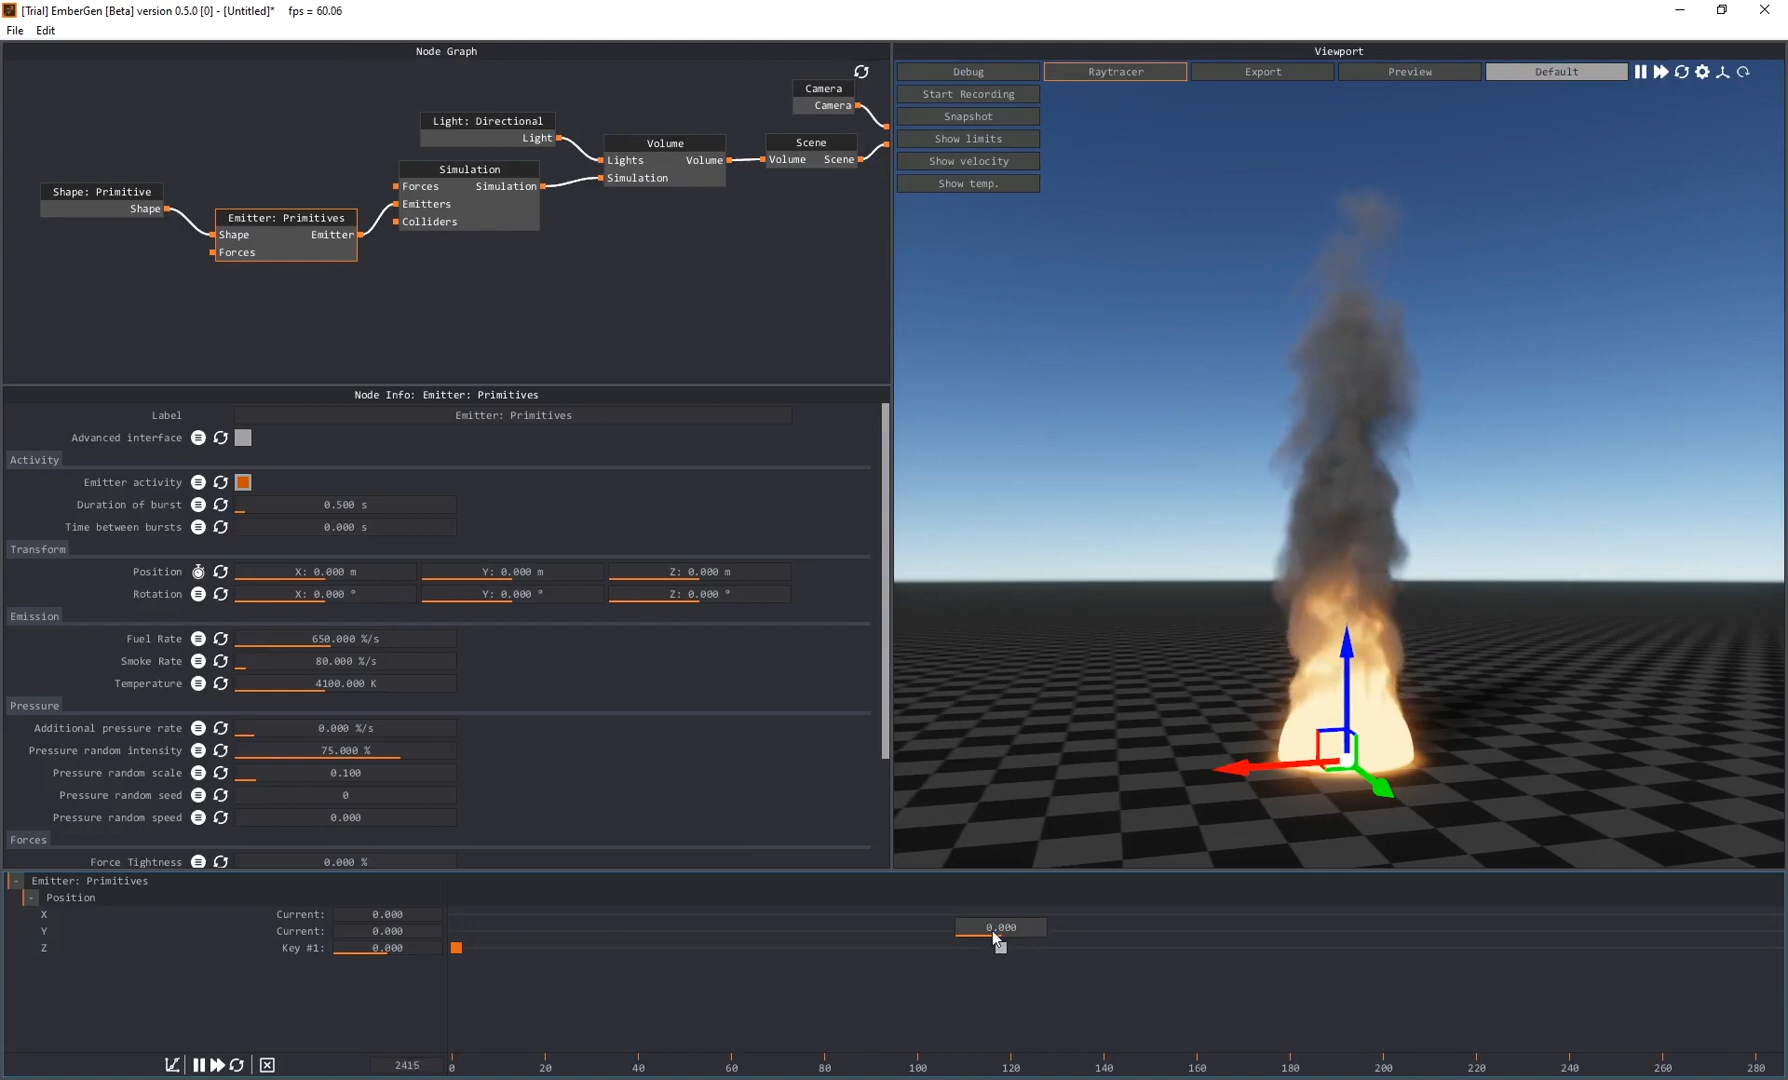 [Trial] EmberGen [Beta] version 0.5.0 [0] - [Untitled]* fps = 60.06
File Edit
Node Graph
Camera
Camera
Light: Directional
Light
Volume
Lights Volume
Simulation
Scene
Volume Scene
Simulation
Forces Simulation
Emitters
Colliders
Shape: Primitive
Shape
Emitter: Primitives
Shape Emitter
Forces
Viewport
Debug Raytracer Export Preview Default
Start Recording
Snapshot
Show limits
Show velocity
Show temp.
Node Info: Emitter: Primitives
Label Emitter: Primitives
Advanced interface
Activity
Emitter activity
Duration of burst 0.500 s
Time between bursts 0.000 s
Transform
Position X: 0.000 m Y: 0.000 m Z: 0.000 m
Rotation X: 0.000 ° Y: 0.000 ° Z: 0.000 °
Emission
Fuel Rate 650.000 %/s
Smoke Rate 80.000 %/s
Temperature 4100.000 K
Pressure
Additional pressure rate 0.000 %/s
Pressure random intensity 75.000 %
Pressure random scale 0.100
Pressure random seed 0
Pressure random speed 0.000
Forces
Force Tightness 0.000 %
- Emitter: Primitives
- Position
X Current: 0.000
Y Current: 0.000
Z Key #1: 0.000
0.000
2415 0 20 40 60 80 100 120 140 160 180 200 220 240 260 280